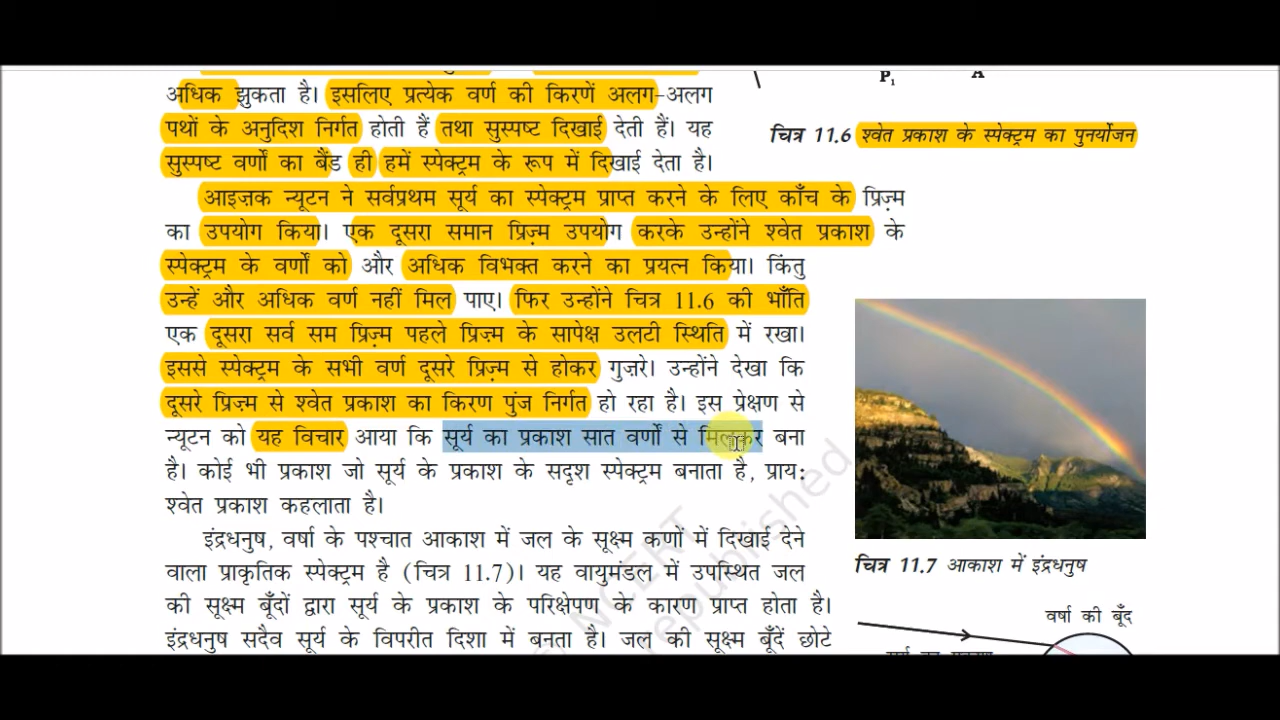 अधिक झुकता है। इसलिए प्रत्येक वर्ण की किरणें अलग-अलग
पथों के अनुदिश निर्गत होती हैं तथा सुस्पष्ट दिखाई देती हैं। यह
सुस्पष्ट वर्णों का बैंड ही हमें स्पेक्ट्रम के रूप में दिखाई देता है।
आइज़क न्यूटन ने सर्वप्रथम सूर्य का स्पेक्ट्रम प्राप्त करने के लिए काँच के प्रिज़्म
का उपयोग किया। एक दूसरा समान प्रिज़्म उपयोग करके उन्होंने श्वेत प्रकाश के
स्पेक्ट्रम के वर्णों को और अधिक विभक्त करने का प्रयत्न किया। किंतु
उन्हें और अधिक वर्ण नहीं मिल पाए। फिर उन्होंने चित्र 11.6 की भाँति
एक दूसरा सर्व सम प्रिज़्म पहले प्रिज़्म के सापेक्ष उलटी स्थिति में रखा।
इससे स्पेक्ट्रम के सभी वर्ण दूसरे प्रिज़्म से होकर गुज़रे। उन्होंने देखा कि
दूसरे प्रिज़्म से श्वेत प्रकाश का किरण पुंज निर्गत हो रहा है। इस प्रेक्षण से
न्यूटन को यह विचार आया कि सूर्य का प्रकाश सात वर्णों से मिलकर बना
है। कोई भी प्रकाश जो सूर्य के प्रकाश के सदृश स्पेक्ट्रम बनाता है, प्राय:
श्वेत प्रकाश कहलाता है।
इंद्रधनुष, वर्षा के पश्चात आकाश में जल के सूक्ष्म कणों में दिखाई देने
वाला प्राकृतिक स्पेक्ट्रम है (चित्र 11.7)। यह वायुमंडल में उपस्थित जल
की सूक्ष्म बूँदों द्वारा सूर्य के प्रकाश के परिक्षेपण के कारण प्राप्त होता है।
इंद्रधनुष सदैव सूर्य के विपरीत दिशा में बनता है। जल की सूक्ष्म बूँदें छोटे
P1 A
चित्र 11.6 श्वेत प्रकाश के स्पेक्ट्रम का पुनर्योजन
चित्र 11.7 आकाश में इंद्रधनुष
वर्षा की बूँद
NCERT
republished